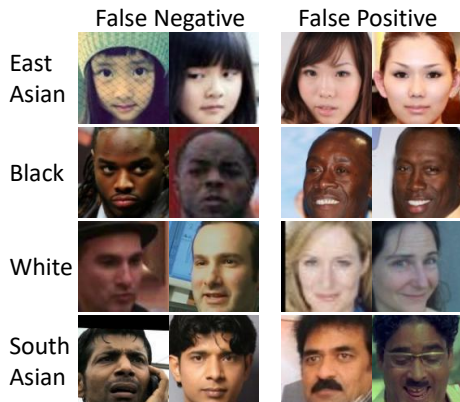 False Negative
False Positive
East
Asian
Black
White
South
Asian